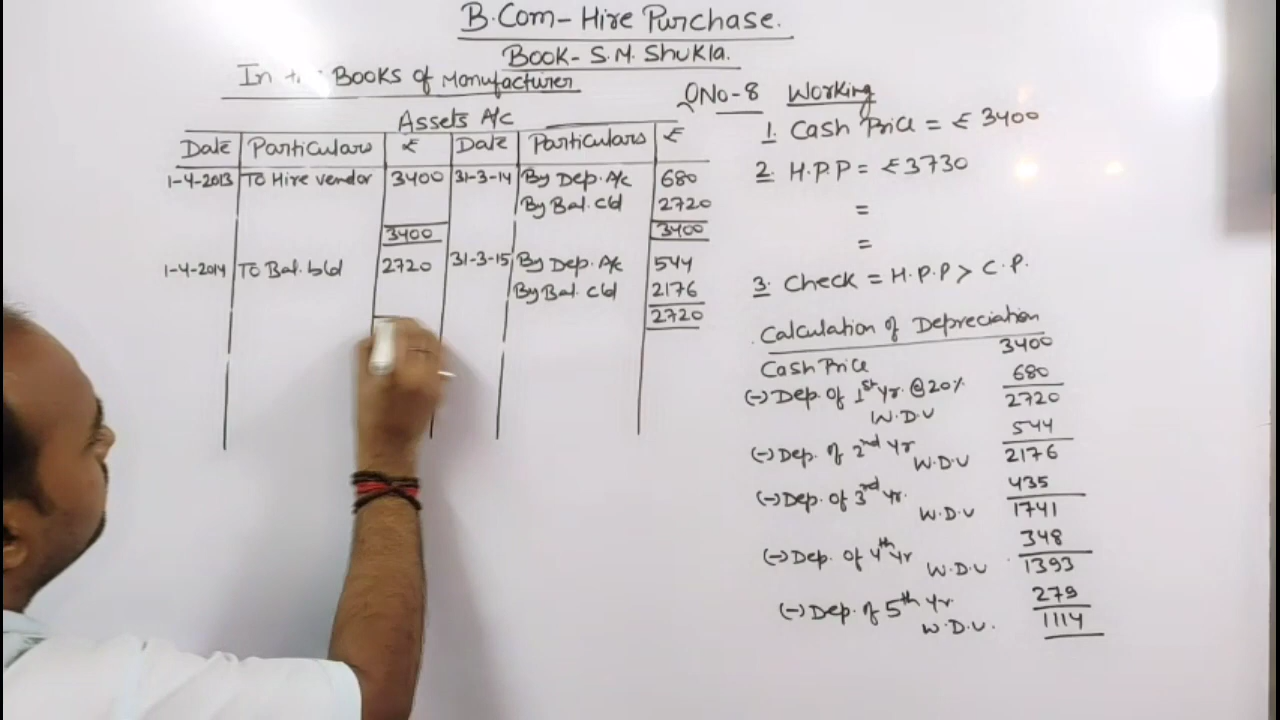 B.Com - Hire Purchase.
Book - S.M. Shukla.
In Books of Manufacturer
QNo-8
Assets A/c
Date Particulars ₹ Date Particulars ₹
1-4-2013 To Hire vendor 3400 31-3-14 By Dep. A/c 680
By Bal. c/d 2720
3400 3400
1-4-2014 To Bal. b/d 2720 31-3-15 By Dep. A/c 544
By Bal. c/d 2176
2720
Working
1. Cash Price = ₹ 3400
2. H.P.P = ₹ 3730
=
=
3. Check = H.P.P > C.P.
Calculation of Depreciation
Cash Price 3400
(-) Dep. of 1st Yr. @ 20% 680
W.D.V 2720
(-) Dep. of 2nd Yr 544
W.D.V 2176
(-) Dep. of 3rd Yr. 435
W.D.V 1741
(-) Dep. of 4th Yr 348
W.D.V 1393
(-) Dep. of 5th Yr. 279
W.D.V. 1114